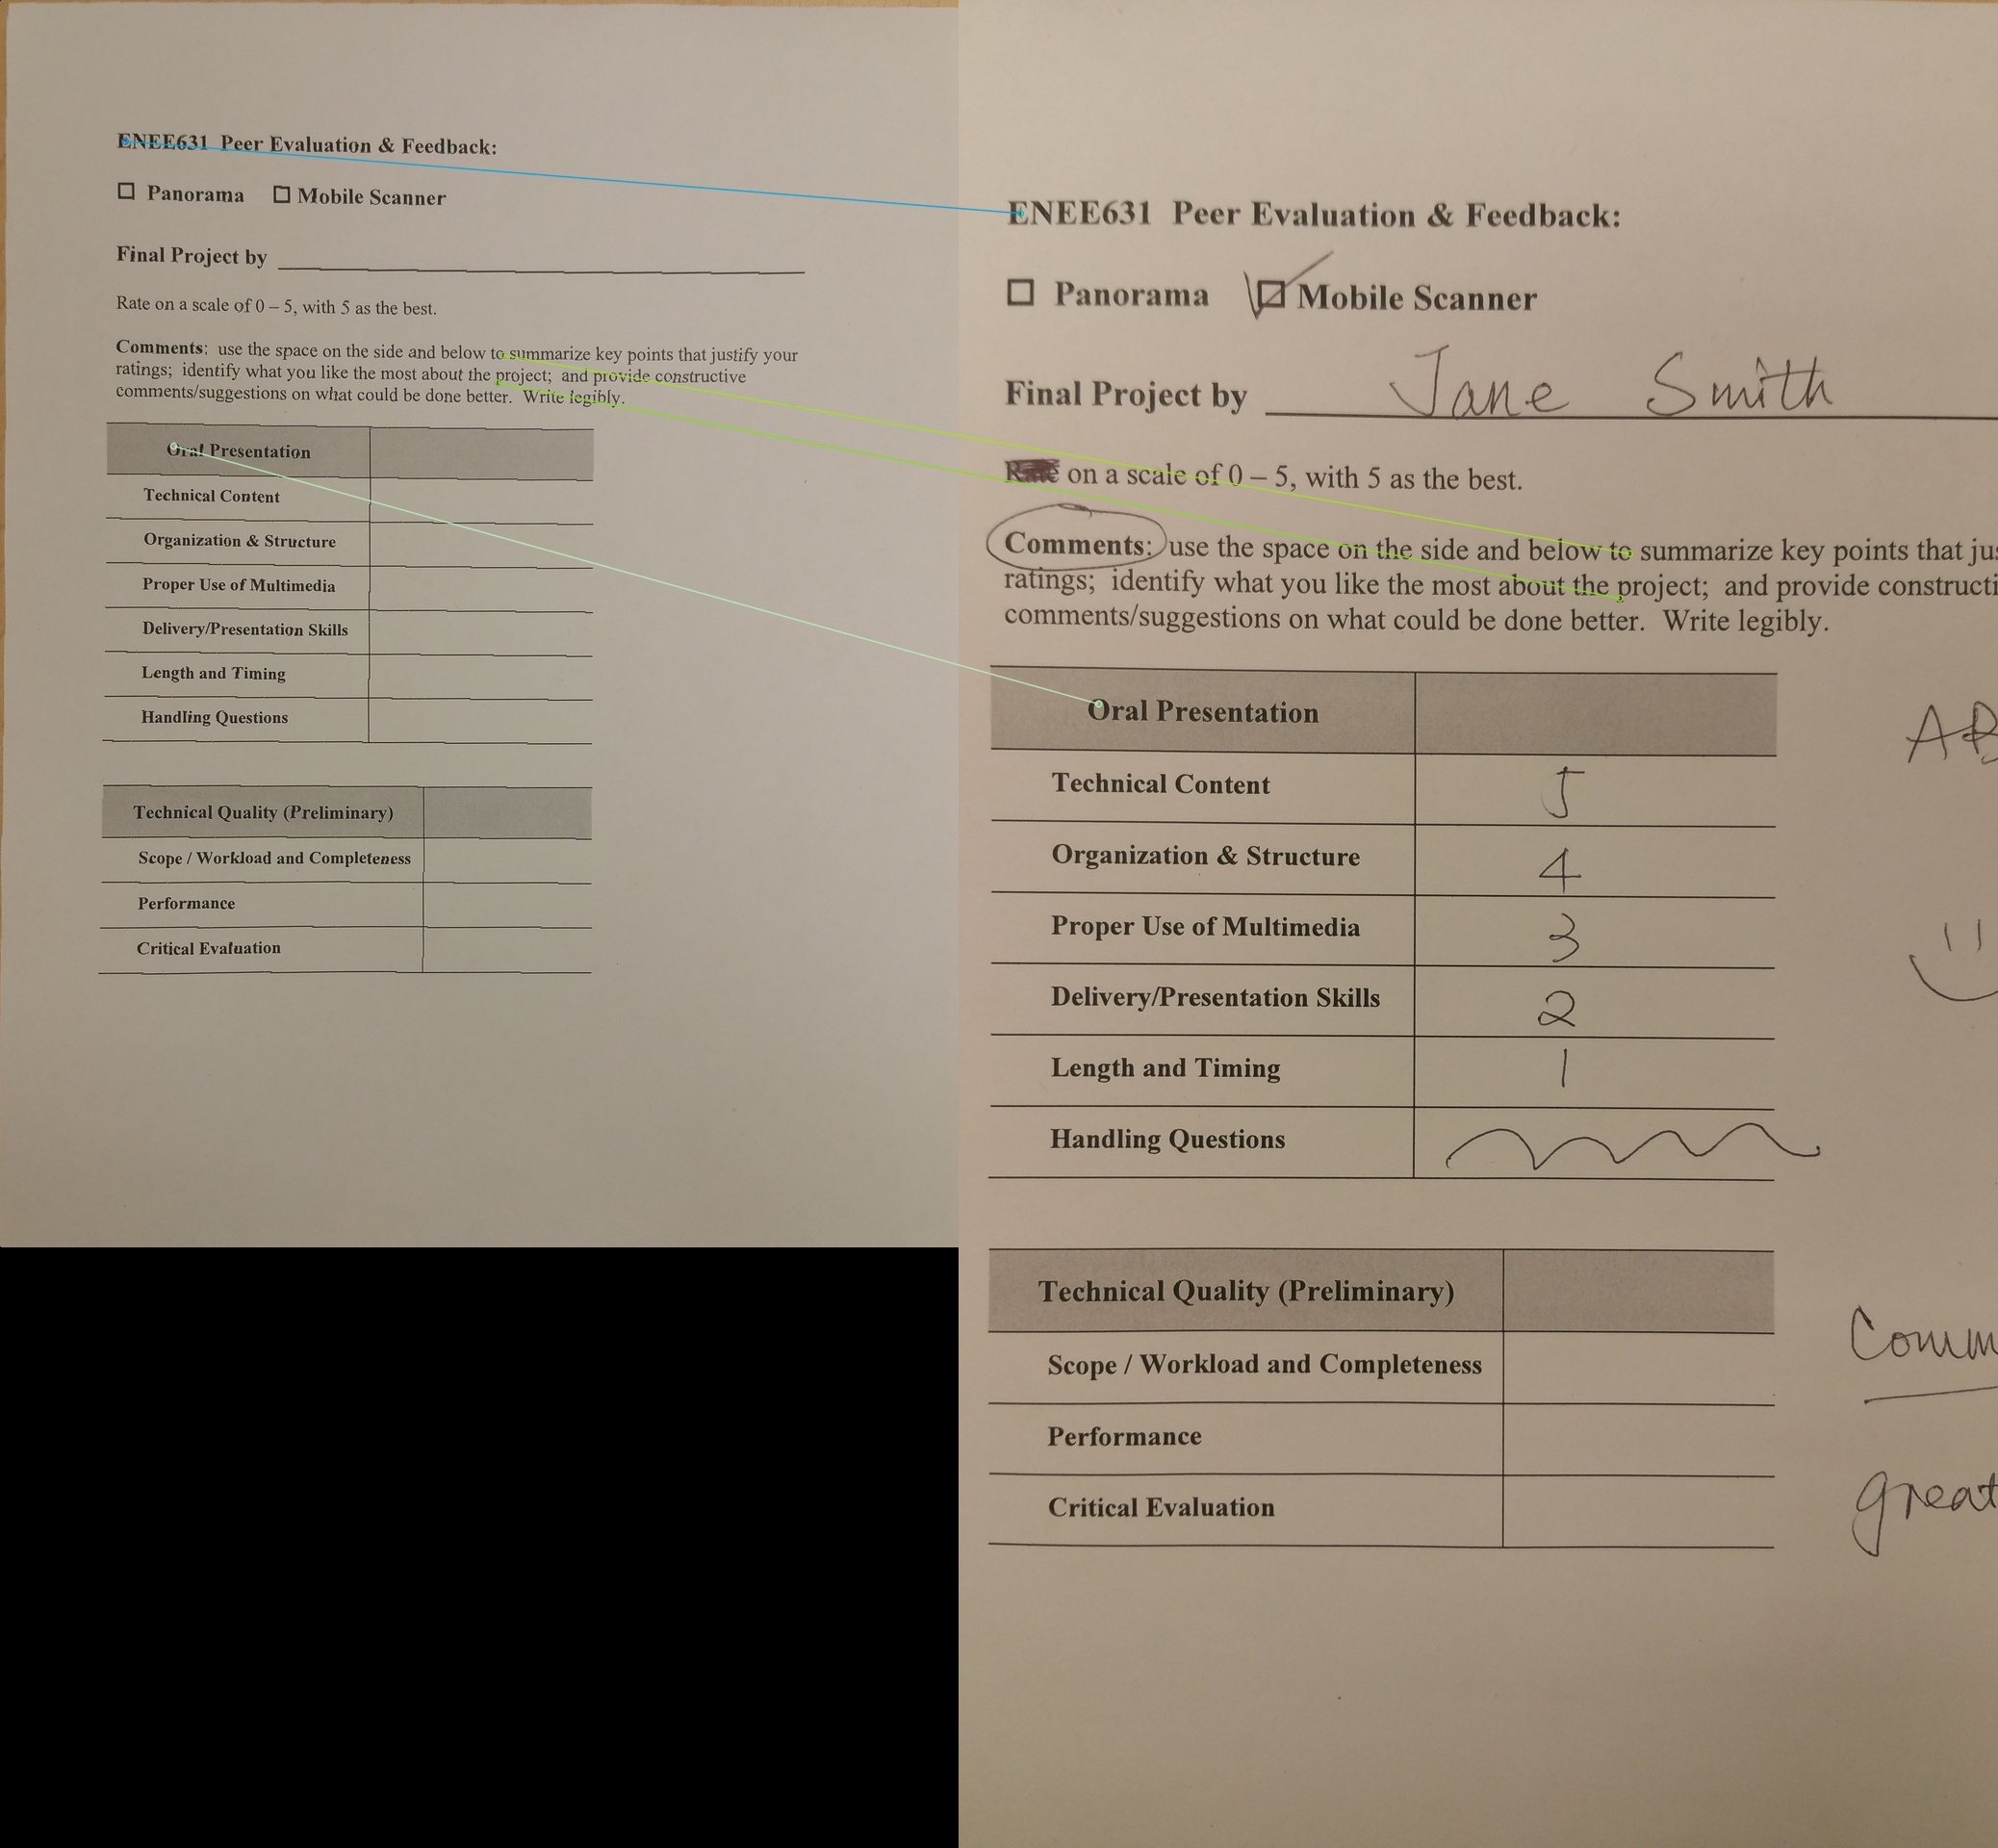 ENEE631 Peer Evaluation & Feedback:
☐ Panorama ☐ Mobile Scanner
Final Project by
Rate on a scale of 0 – 5, with 5 as the best.
Comments: use the space on the side and below to summarize key points that justify your
ratings; identify what you like the most about the project; and provide constructive
comments/suggestions on what could be done better. Write legibly.
Oral Presentation
Technical Content
Organization & Structure
Proper Use of Multimedia
Delivery/Presentation Skills
Length and Timing
Handling Questions
Technical Quality (Preliminary)
Scope / Workload and Completeness
Performance
Critical Evaluation
ENEE631 Peer Evaluation & Feedback:
☐ Panorama ☑ Mobile Scanner
Final Project by Jane Smith
Rate on a scale of 0 – 5, with 5 as the best.
Comments: use the space on the side and below to summarize key points that jus
ratings; identify what you like the most about the project; and provide constructi
comments/suggestions on what could be done better. Write legibly.
Oral Presentation
Technical Content 5
Organization & Structure 4
Proper Use of Multimedia 3
Delivery/Presentation Skills 2
Length and Timing 1
Handling Questions
Technical Quality (Preliminary)
Comm
Scope / Workload and Completeness
Performance
Critical Evaluation
great